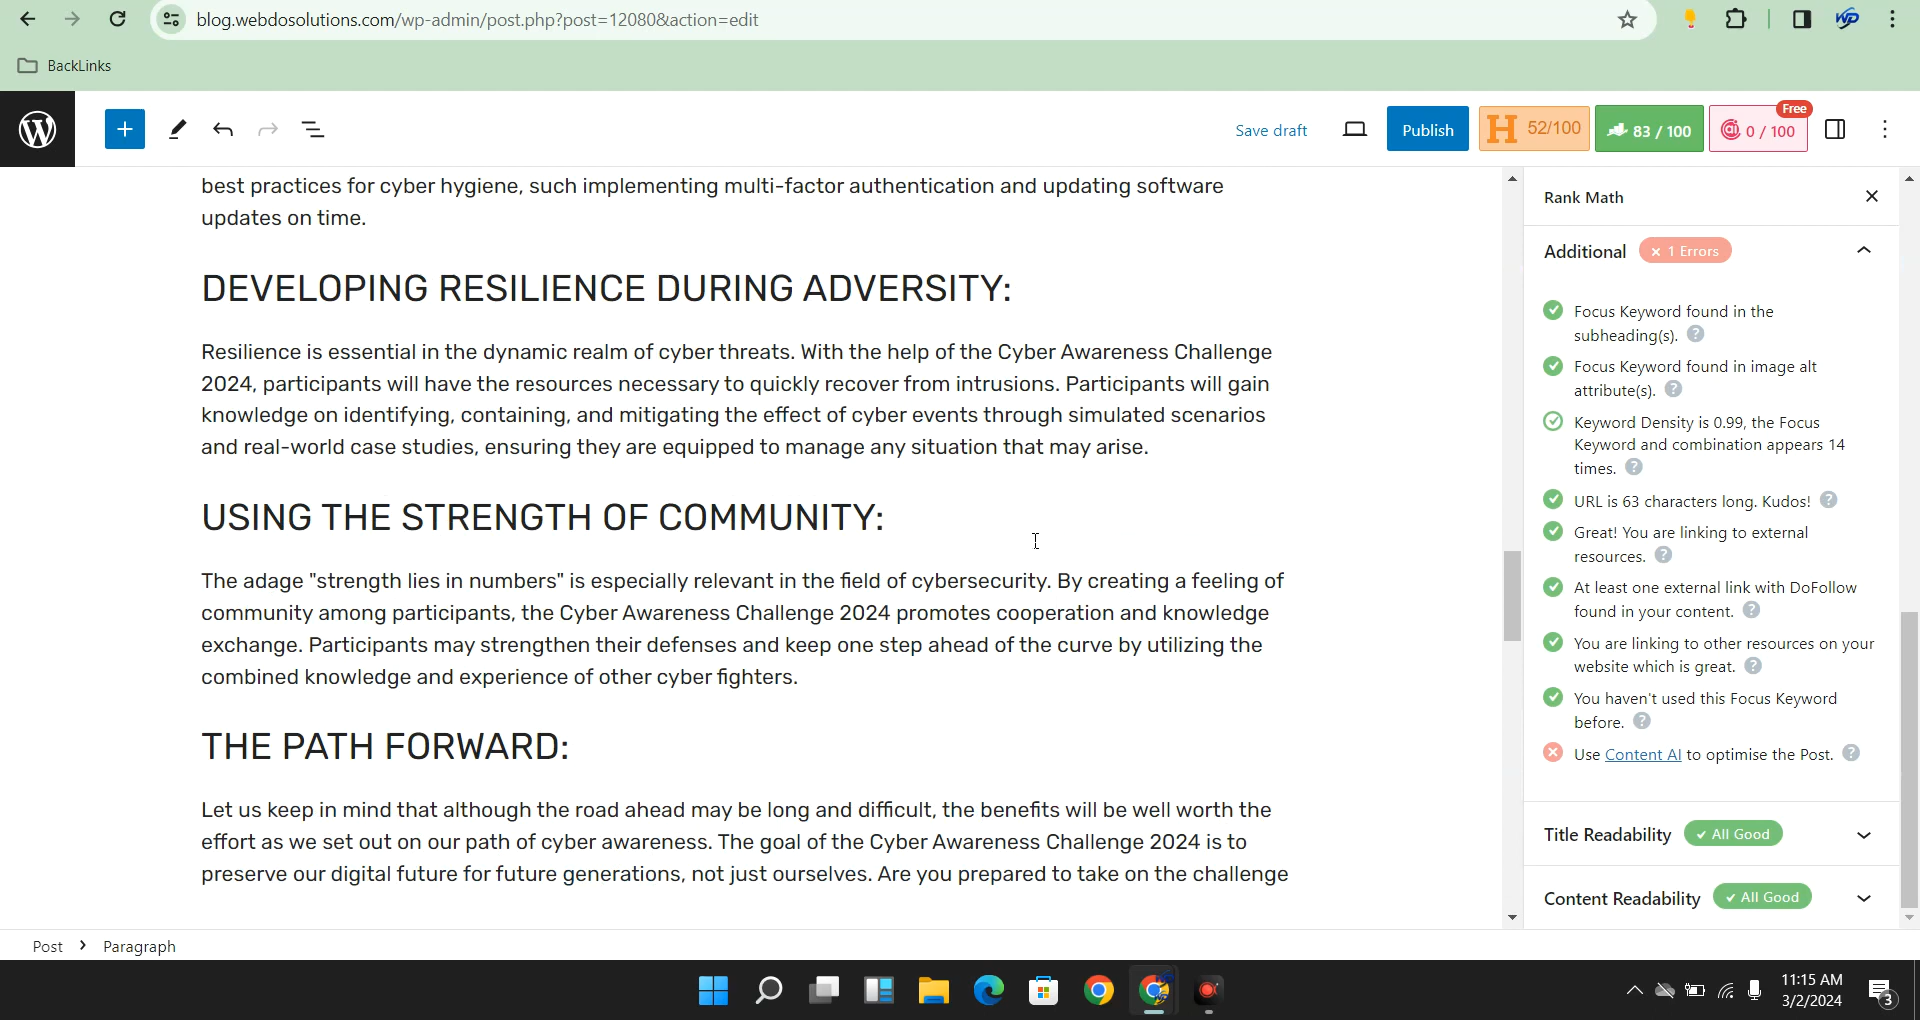 blog.webdosolutions.com/wp-admin/post.php?post=12080&action=edit
BackLinks
Save draft
Publish
H 52/100
83 / 100
Free
ai 0 / 100
best practices for cyber hygiene, such implementing multi-factor authentication and updating software
updates on time.
DEVELOPING RESILIENCE DURING ADVERSITY:
Resilience is essential in the dynamic realm of cyber threats. With the help of the Cyber Awareness Challenge
2024, participants will have the resources necessary to quickly recover from intrusions. Participants will gain
knowledge on identifying, containing, and mitigating the effect of cyber events through simulated scenarios
and real-world case studies, ensuring they are equipped to manage any situation that may arise.
USING THE STRENGTH OF COMMUNITY:
The adage "strength lies in numbers" is especially relevant in the field of cybersecurity. By creating a feeling of
community among participants, the Cyber Awareness Challenge 2024 promotes cooperation and knowledge
exchange. Participants may strengthen their defenses and keep one step ahead of the curve by utilizing the
combined knowledge and experience of other cyber fighters.
THE PATH FORWARD:
Let us keep in mind that although the road ahead may be long and difficult, the benefits will be well worth the
effort as we set out on our path of cyber awareness. The goal of the Cyber Awareness Challenge 2024 is to
preserve our digital future for future generations, not just ourselves. Are you prepared to take on the challenge
Rank Math
Additional × 1 Errors
Focus Keyword found in the
subheading(s). ?
Focus Keyword found in image alt
attribute(s). ?
Keyword Density is 0.99, the Focus
Keyword and combination appears 14
times. ?
URL is 63 characters long. Kudos! ?
Great! You are linking to external
resources. ?
At least one external link with DoFollow
found in your content. ?
You are linking to other resources on your
website which is great. ?
You haven't used this Focus Keyword
before. ?
Use Content AI to optimise the Post. ?
Title Readability ✓ All Good
Content Readability ✓ All Good
Post > Paragraph
11:15 AM
3/2/2024
3